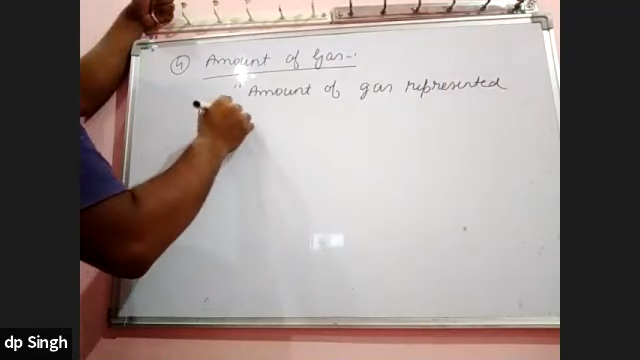 ④ Amount of Gas-:
" Amount of gas represented
dp Singh